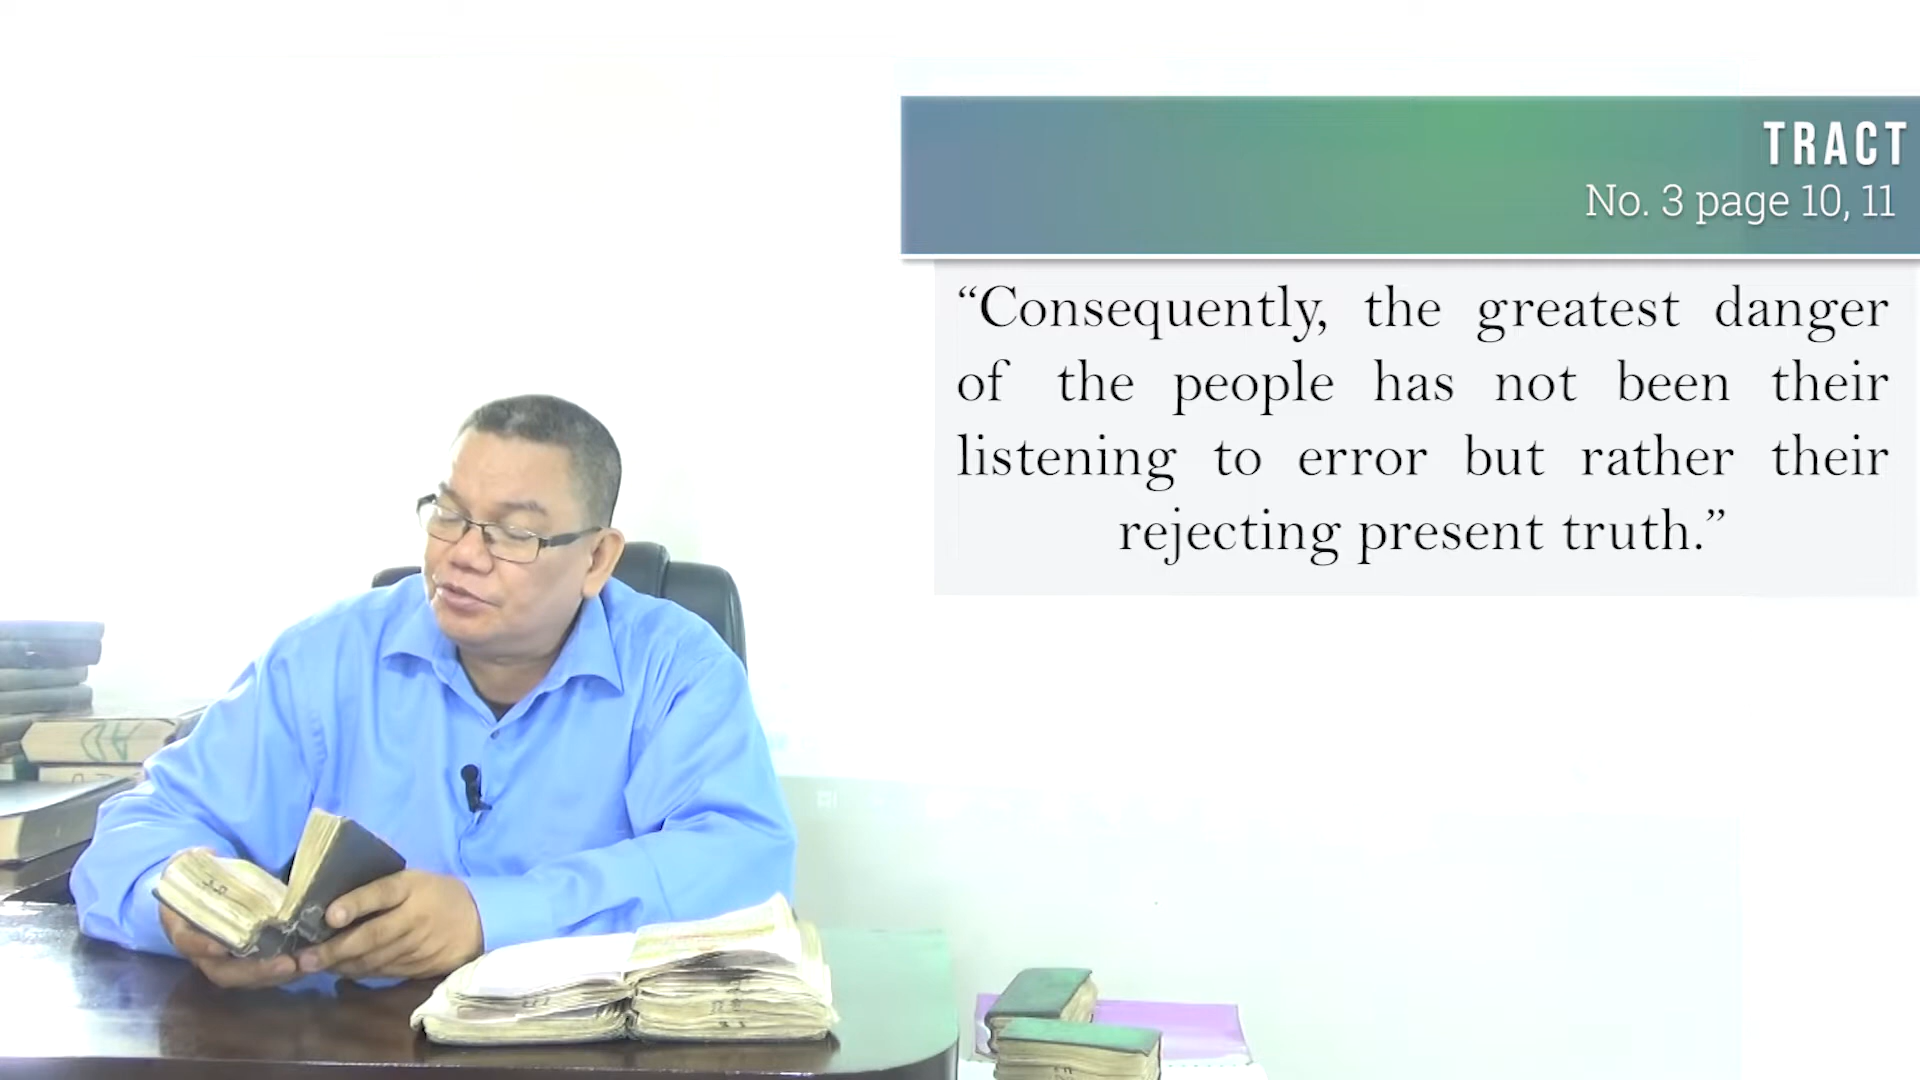 TRACT
No. 3 page 10, 11
“Consequently, the greatest danger
of the people has not been their
listening to error but rather their
rejecting present truth.”